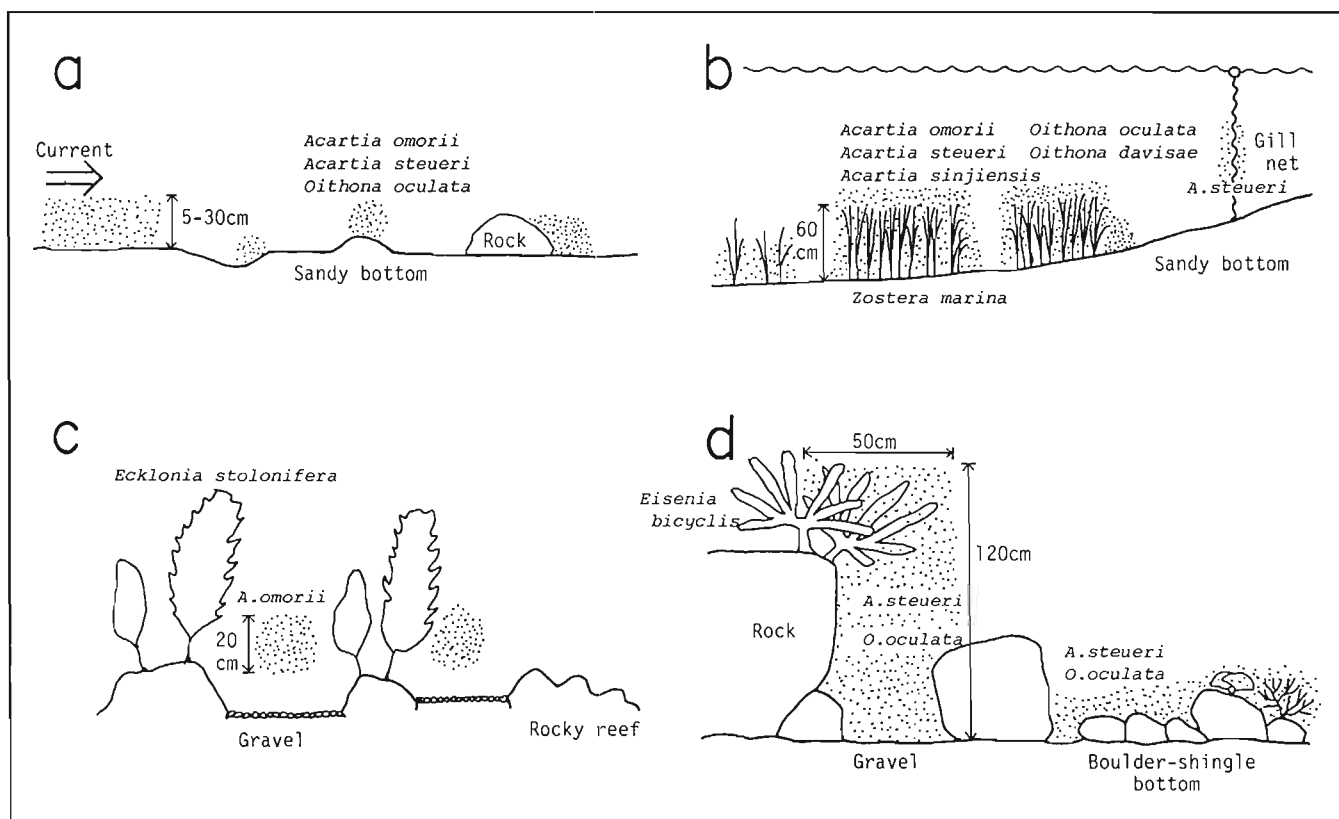 a
Current
Acartia omorii
Acartia steueri
Oithona oculata
5-30cm
Rock
Sandy bottom
b
Acartia omorii Oithona oculata
Acartia steueri Oithona davisae
Acartia sinjiensis
Gill
net
A.steueri
60
cm
Sandy bottom
Zostera marina
c
Ecklonia stolonifera
A.omorii
20
cm
Gravel
Rocky reef
d
50cm
Eisenia
bicyclis
120cm
Rock
A.steueri
O.oculata
A.steueri
O.oculata
Gravel
Boulder-shingle
bottom